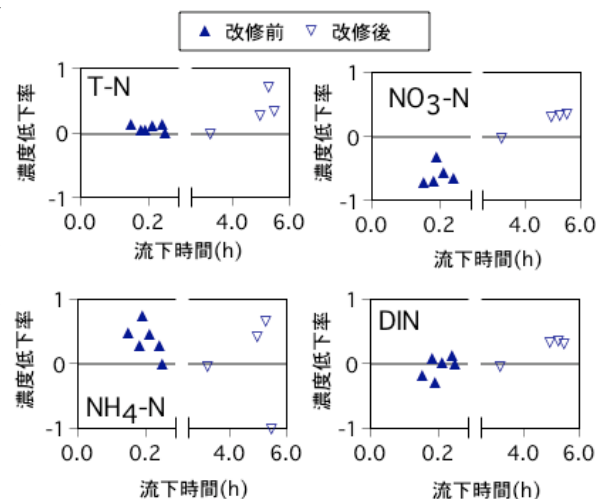 ▲ 改修前 ▽ 改修後
T-N
濃度低下率
1
0
-1
0.0 0.2 4.0 6.0
流下時間(h)
NO3-N
濃度低下率
1
0
-1
0.0 0.2 4.0 6.0
流下時間(h)
NH4-N
濃度低下率
1
0
-1
0.0 0.2 4.0 6.0
流下時間(h)
DIN
濃度低下率
1
0
-1
0.0 0.2 4.0 6.0
流下時間(h)